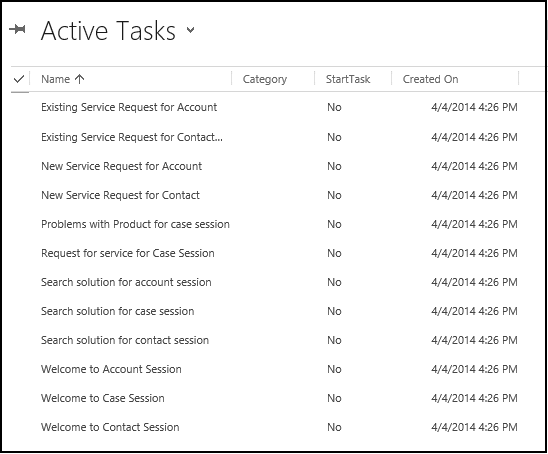 Active Tasks
Name Category StartTask Created On
Existing Service Request for Account No 4/4/2014 4:26 PM
Existing Service Request for Contact... No 4/4/2014 4:26 PM
New Service Request for Account No 4/4/2014 4:26 PM
New Service Request for Contact No 4/4/2014 4:26 PM
Problems with Product for case session No 4/4/2014 4:26 PM
Request for service for Case Session No 4/4/2014 4:26 PM
Search solution for account session No 4/4/2014 4:26 PM
Search solution for case session No 4/4/2014 4:26 PM
Search solution for contact session No 4/4/2014 4:26 PM
Welcome to Account Session No 4/4/2014 4:26 PM
Welcome to Case Session No 4/4/2014 4:26 PM
Welcome to Contact Session No 4/4/2014 4:26 PM